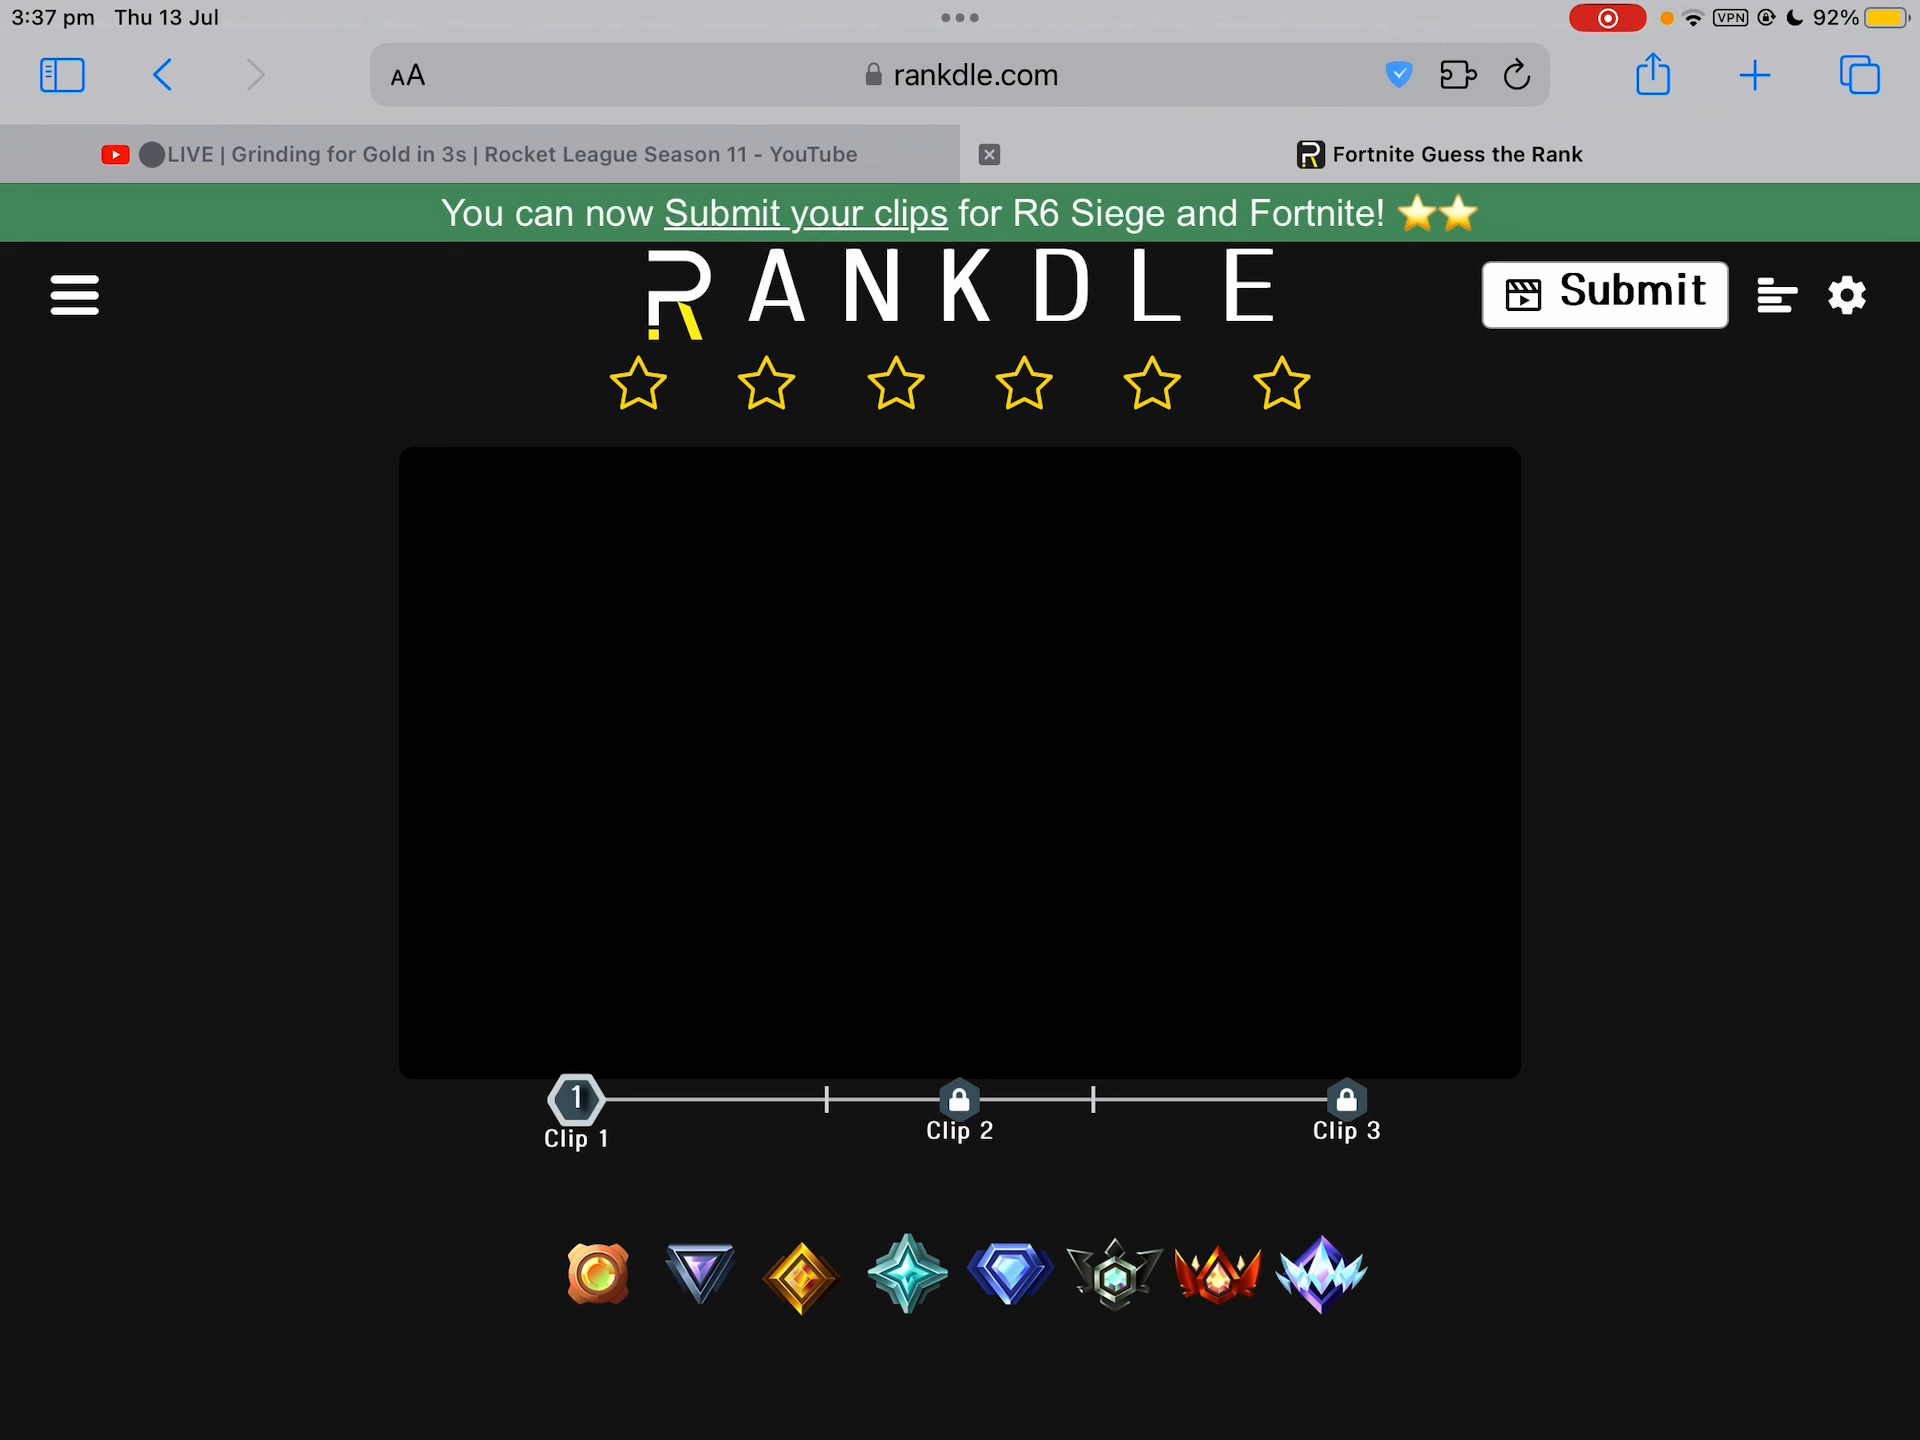 3:37 pm Thu 13 Jul
VPN 92%
AA rankdle.com
LIVE | Grinding for Gold in 3s | Rocket League Season 11 - YouTube
Fortnite Guess the Rank
You can now Submit your clips for R6 Siege and Fortnite! ⭐⭐
RANKDLE
Submit
1
Clip 1
Clip 2
Clip 3